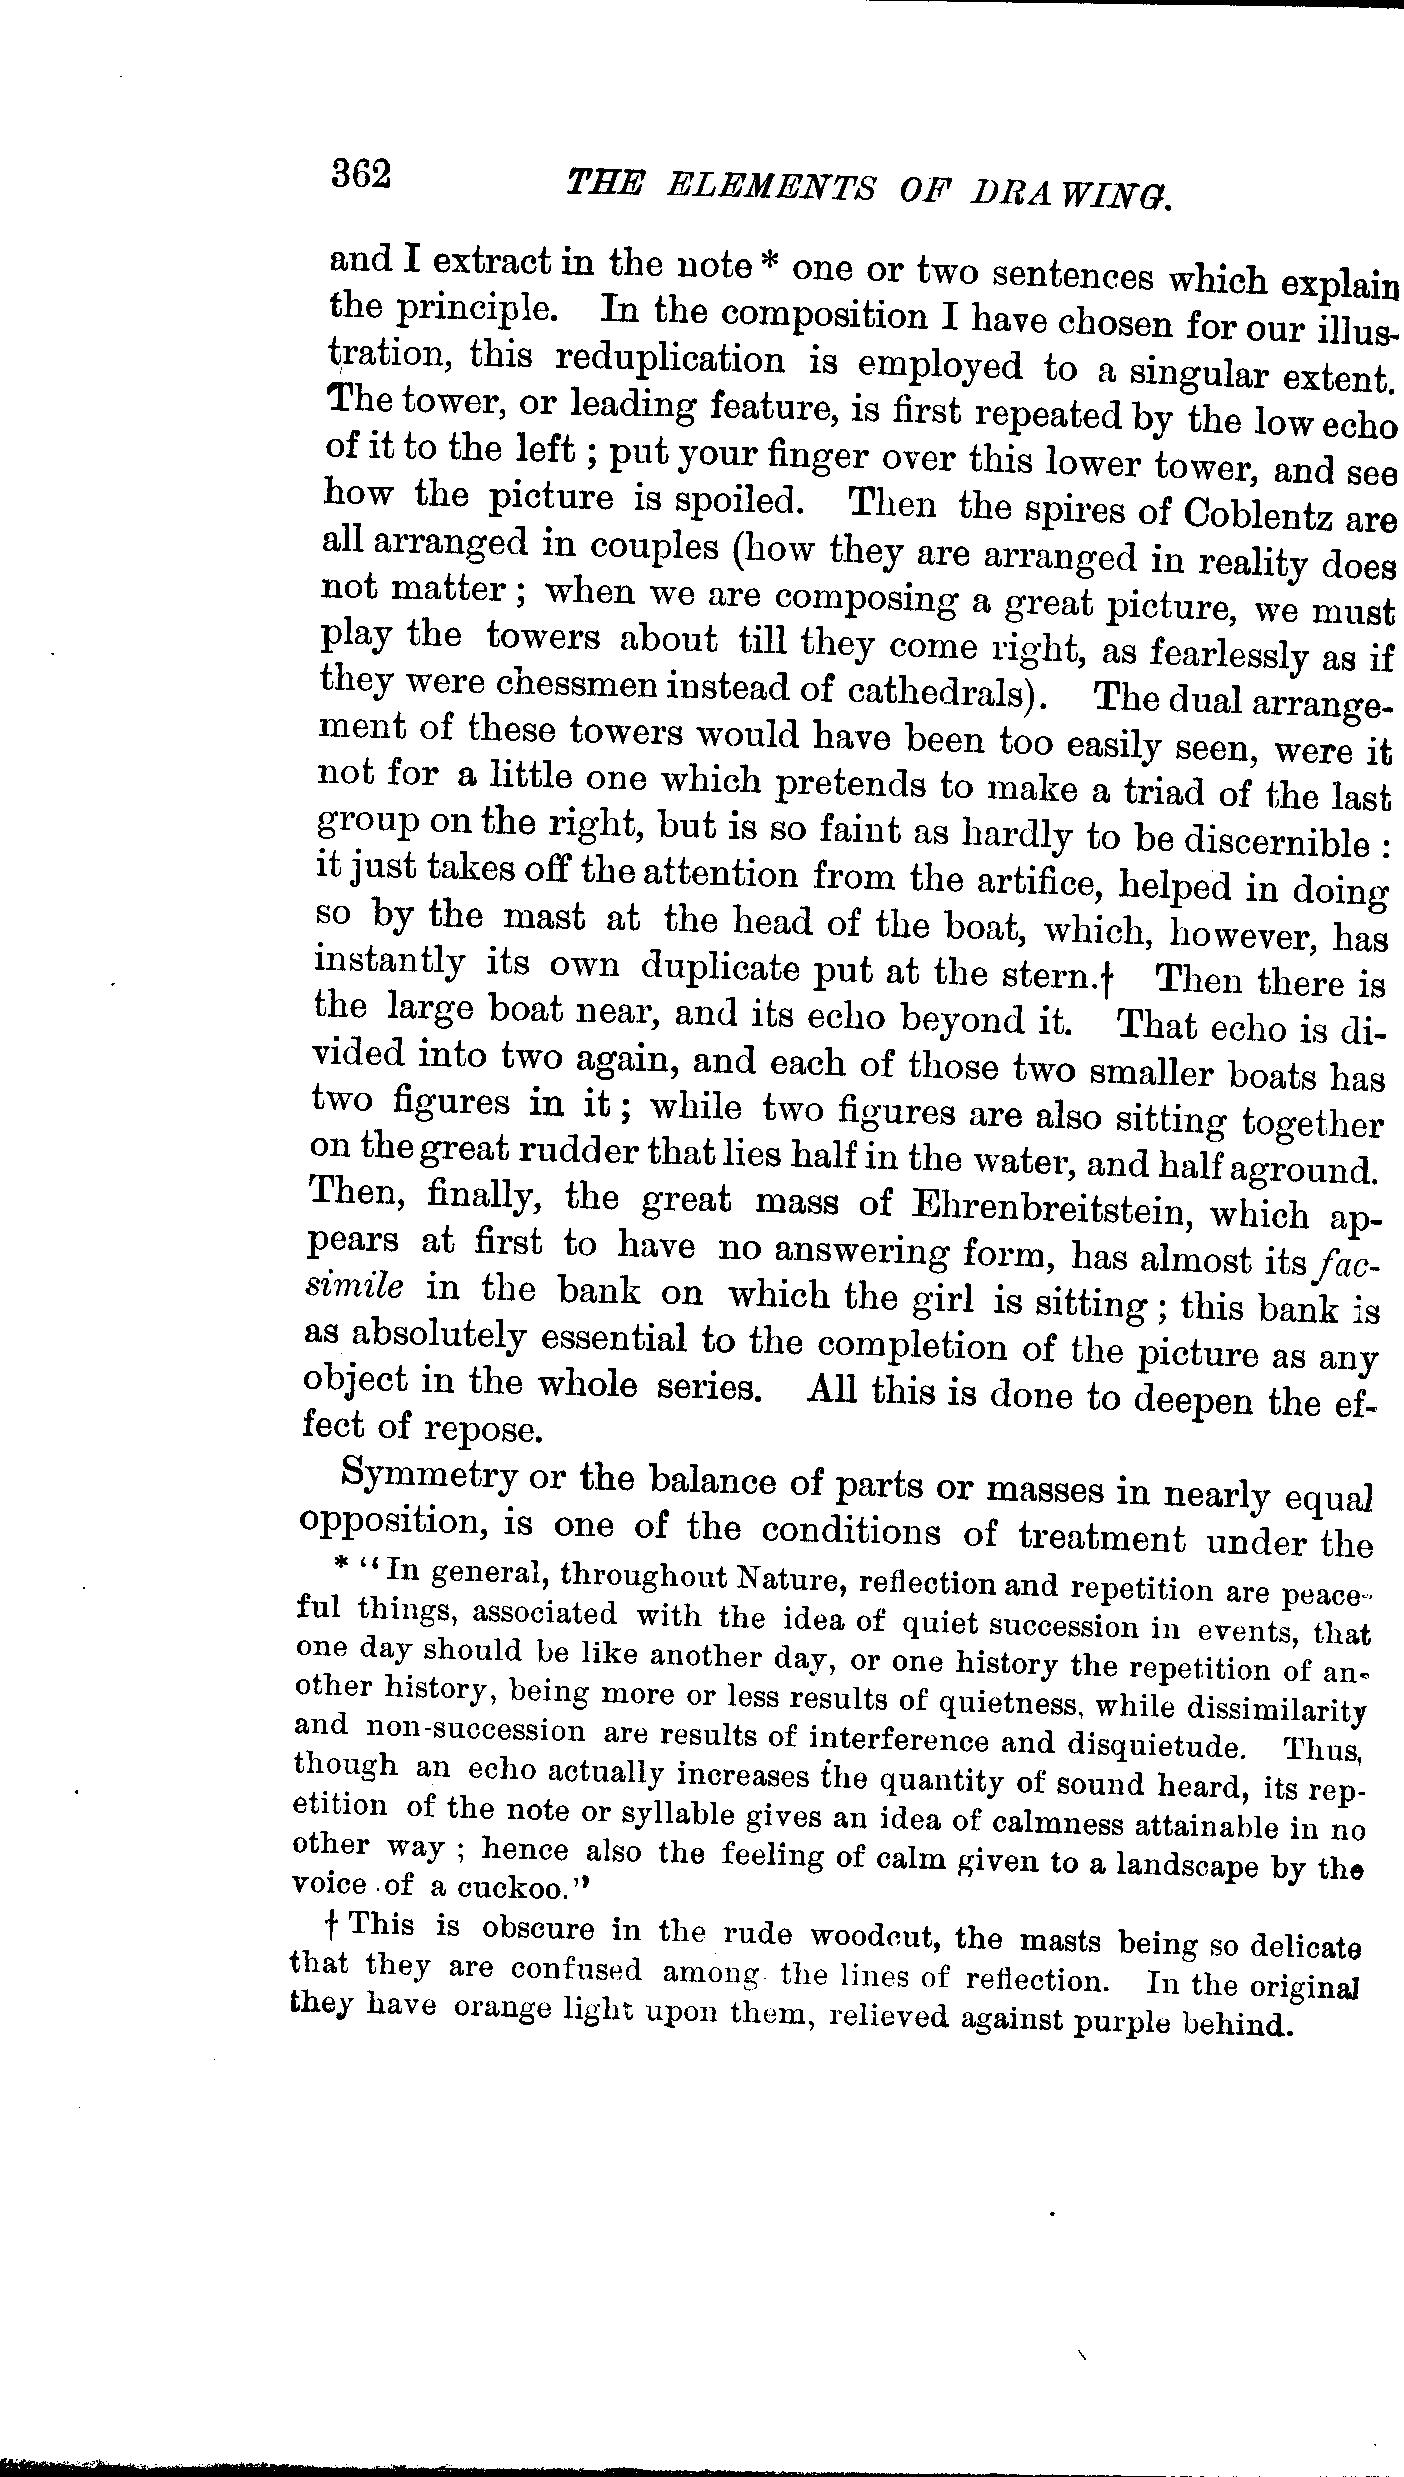 362 THE ELEMENTS OF DRAWING.
and I extract in the note * one or two sentences which explain
the principle. In the composition I have chosen for our illus-
tration, this reduplication is employed to a singular extent.
The tower, or leading feature, is first repeated by the low echo
of it to the left ; put your finger over this lower tower, and see
how the picture is spoiled. Then the spires of Coblentz are
all arranged in couples (how they are arranged in reality does
not matter ; when we are composing a great picture, we must
play the towers about till they come right, as fearlessly as if
they were chessmen instead of cathedrals). The dual arrange-
ment of these towers would have been too easily seen, were it
not for a little one which pretends to make a triad of the last
group on the right, but is so faint as hardly to be discernible :
it just takes off the attention from the artifice, helped in doing
so by the mast at the head of the boat, which, however, has
instantly its own duplicate put at the stern.† Then there is
the large boat near, and its echo beyond it. That echo is di-
vided into two again, and each of those two smaller boats has
two figures in it ; while two figures are also sitting together
on the great rudder that lies half in the water, and half aground.
Then, finally, the great mass of Ehrenbreitstein, which ap-
pears at first to have no answering form, has almost its fac-
simile in the bank on which the girl is sitting ; this bank is
as absolutely essential to the completion of the picture as any
object in the whole series. All this is done to deepen the ef-
fect of repose.
Symmetry or the balance of parts or masses in nearly equal
opposition, is one of the conditions of treatment under the
* "In general, throughout Nature, reflection and repetition are peace-
ful things, associated with the idea of quiet succession in events, that
one day should be like another day, or one history the repetition of an-
other history, being more or less results of quietness, while dissimilarity
and non-succession are results of interference and disquietude. Thus,
though an echo actually increases the quantity of sound heard, its rep-
etition of the note or syllable gives an idea of calmness attainable in no
other way ; hence also the feeling of calm given to a landscape by the
voice of a cuckoo."
† This is obscure in the rude woodcut, the masts being so delicate
that they are confused among the lines of reflection. In the original
they have orange light upon them, relieved against purple behind.